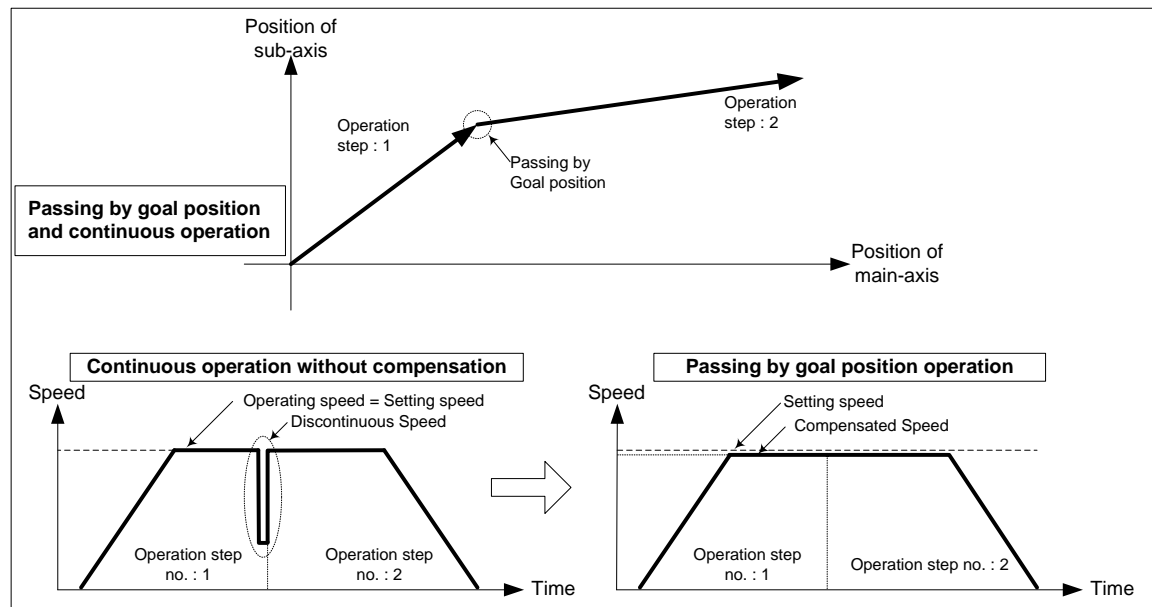 Position of
sub-axis
Operation
step : 1
Operation
step : 2
Passing by
Goal position
Passing by goal position
and continuous operation
Position of
main-axis
Continuous operation without compensation
Speed
Operating speed = Setting speed
Discontinuous Speed
Operation step
no. : 1
Operation step
no. : 2
Time
Passing by goal position operation
Speed
Setting speed
Compensated Speed
Operation step
no. : 1
Operation step no. : 2
Time